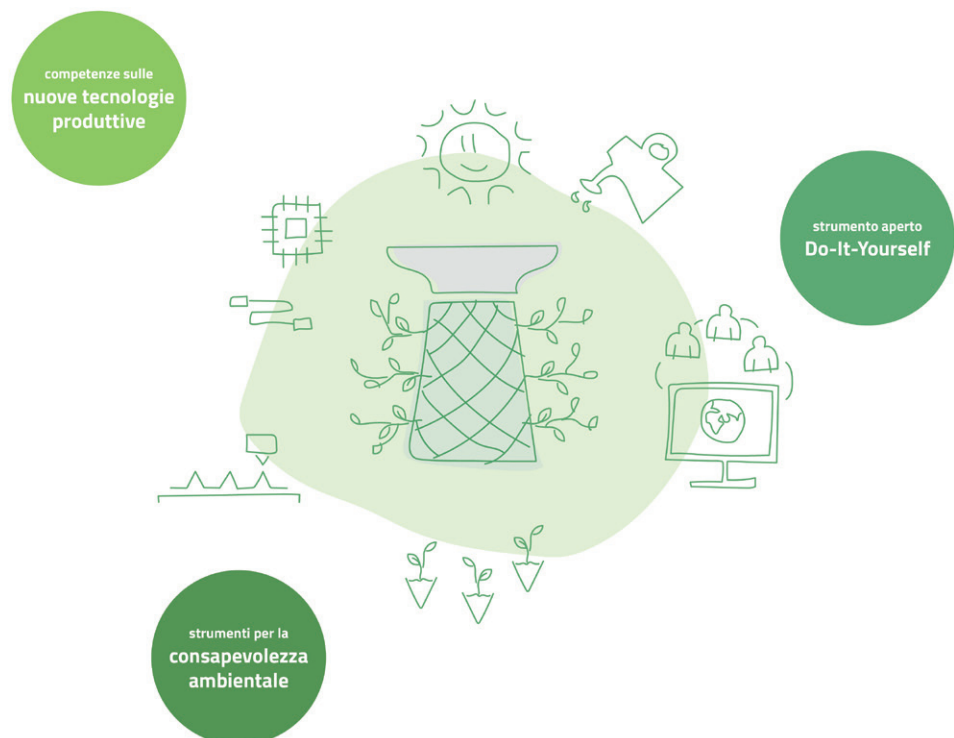 competenze sulle
nuove tecnologie
produttive
strumento aperto
Do-It-Yourself
strumenti per la
consapevolezza
ambientale